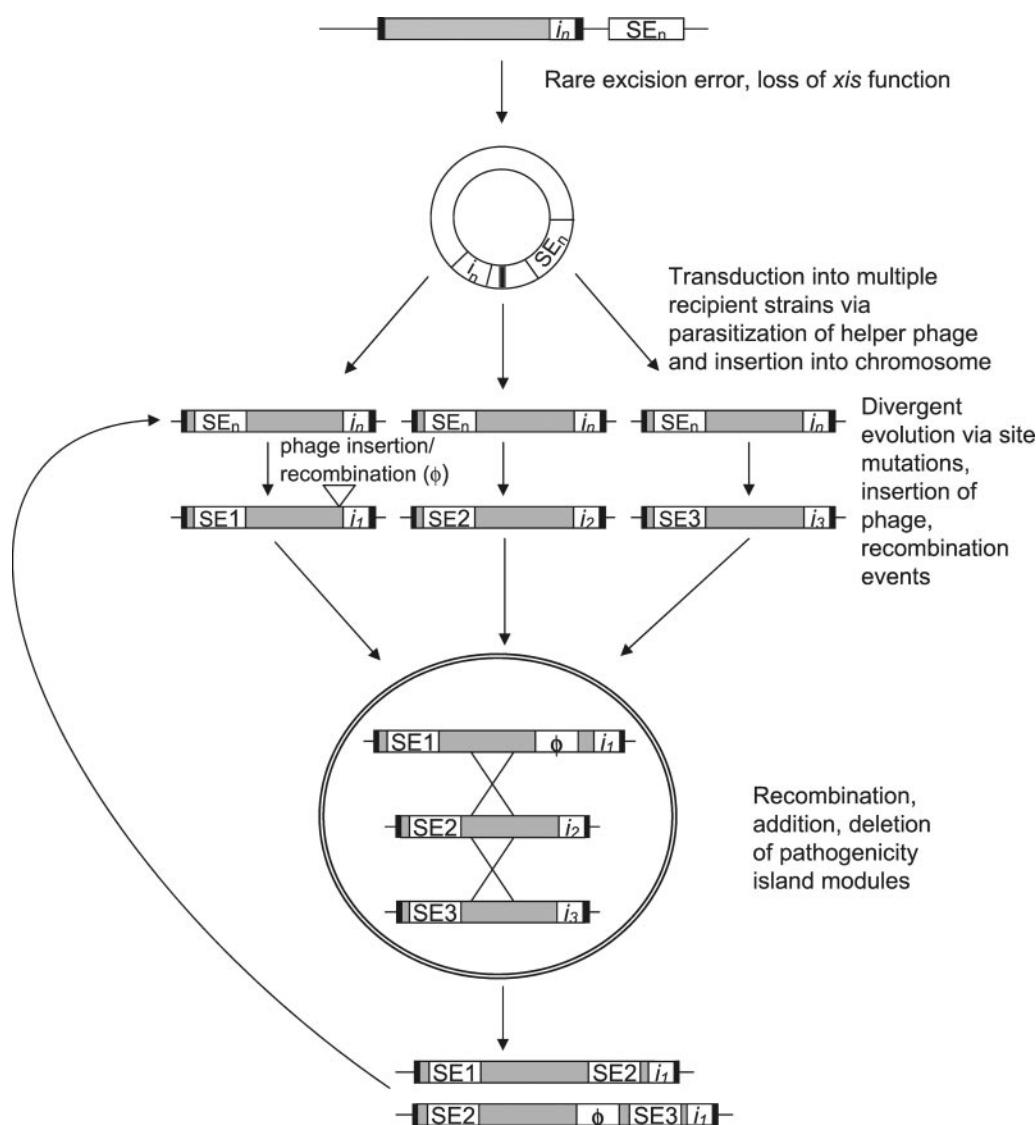 iₙ SEₙ
Rare excision error, loss of xis function
iₙ SEₙ
Transduction into multiple
recipient strains via
parasitization of helper phage
and insertion into chromosome
SEₙ iₙ SEₙ iₙ SEₙ iₙ
phage insertion/
recombination (ϕ)
SE1 i₁ SE2 i₂ SE3 i₃
Divergent
evolution via site
mutations,
insertion of
phage,
recombination
events
SE1 ϕ i₁
SE2 i₂
SE3 i₃
Recombination,
addition, deletion
of pathogenicity
island modules
SE1 SE2 i₁
SE2 ϕ SE3 i₁